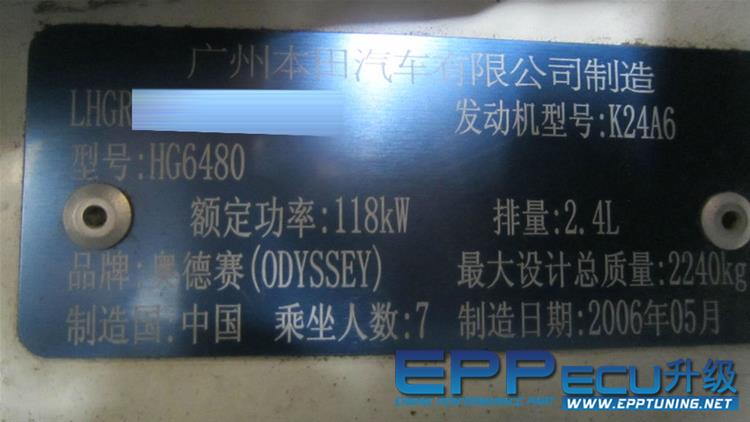 广州本田汽车有限公司制造
LHGR 发动机型号:K24A6
型号:HG6480
额定功率:118kW 排量:2.4L
品牌:奥德赛(ODYSSEY) 最大设计总质量:2240kg
制造国:中国 乘坐人数:7 制造日期:2006年05月
EPP ECU升级
KNOW PERFORMANCE PART WWW.EPPTUNING.NET